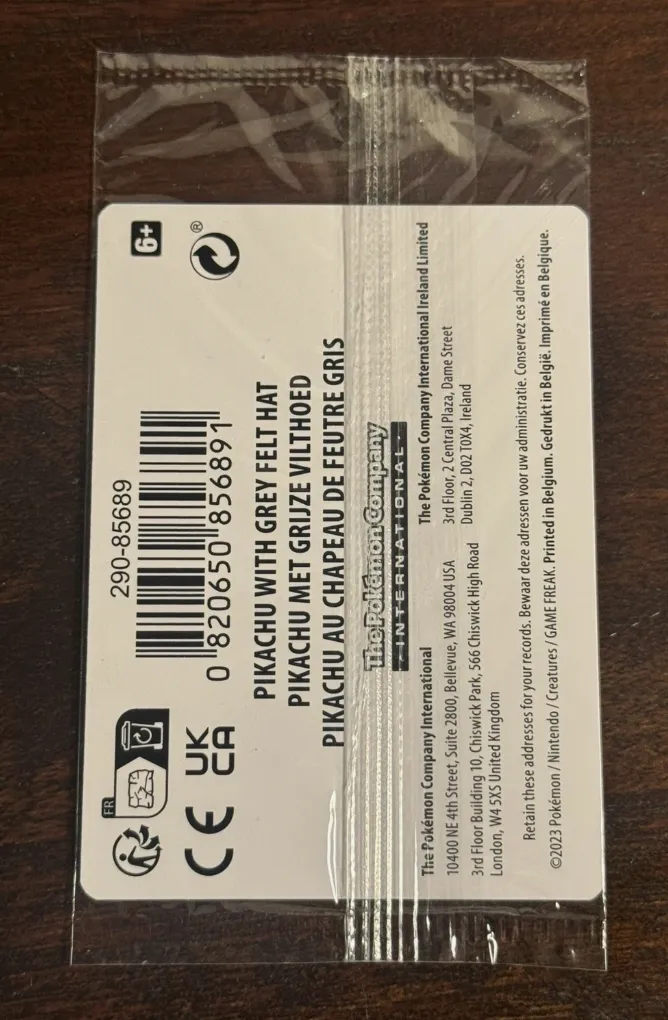 6+
®
290-85689
0 820650 856891
FR
CE
UK
CA
PIKACHU WITH GREY FELT HAT
PIKACHU MET GRIJZE VILTHOED
PIKACHU AU CHAPEAU DE FEUTRE GRIS
The Pokémon Company
INTERNATIONAL
The Pokémon Company International
10400 NE 4th Street, Suite 2800, Bellevue, WA 98004 USA
3rd Floor Building 10, Chiswick Park, 566 Chiswick High Road
London, W4 5XS United Kingdom
The Pokémon Company International Ireland Limited
3rd Floor, 2 Central Plaza, Dame Street
Dublin 2, D02 T0X4, Ireland
Retain these addresses for your records. Bewaar deze adressen voor uw administratie. Conservez ces adresses.
©2023 Pokémon / Nintendo / Creatures / GAME FREAK. Printed in Belgium. Gedrukt in België. Imprimé en Belgique.